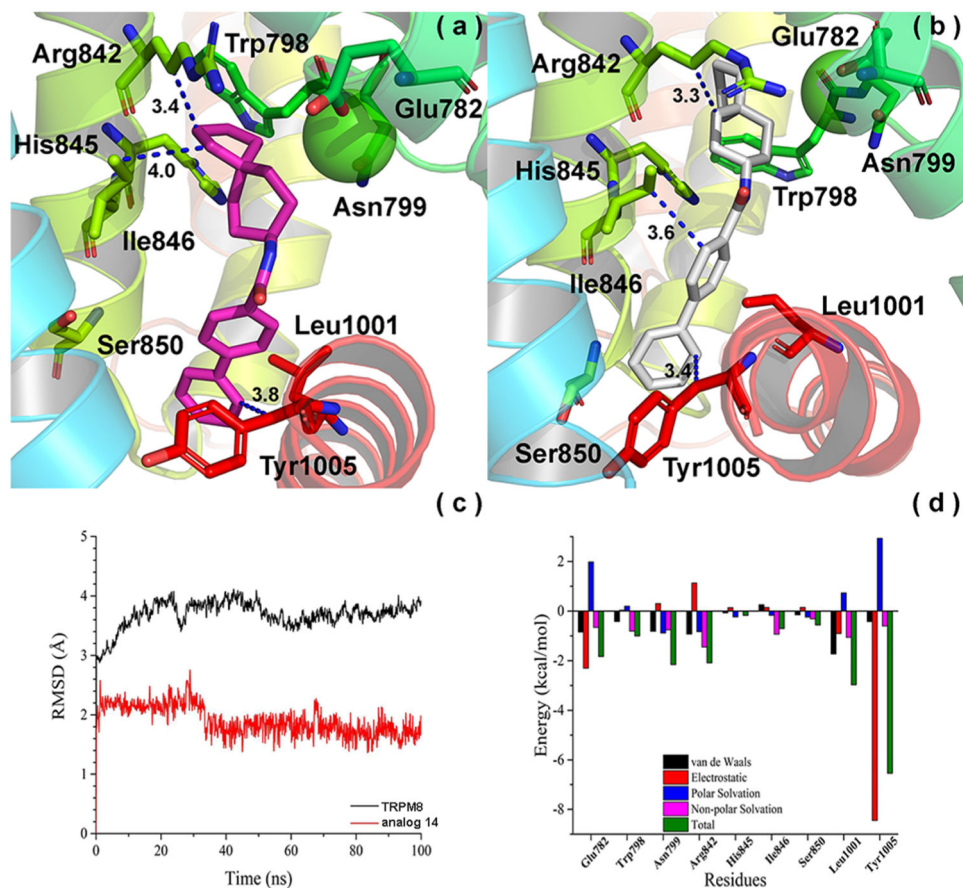 ( a )
Arg842
Trp798
Glu782
3.4
His845
4.0
Asn799
Ile846
Ser850
Leu1001
3.8
Tyr1005
( b )
Glu782
Arg842
3.3
His845
Asn799
Trp798
3.6
Ile846
Leu1001
3.4
Ser850
Tyr1005
( c )
RMSD (Å)
5
4
3
2
1
0
TRPM8
analog 14
0 20 40 60 80 100
Time (ns)
( d )
Energy (kcal/mol)
2
0
-2
-4
-6
-8
van de Waals
Electrostatic
Polar Solvation
Non-polar Solvation
Total
Glu782 Trp798 Asn799 Arg842 His845 Ile846 Ser850 Leu1001 Tyr1005
Residues